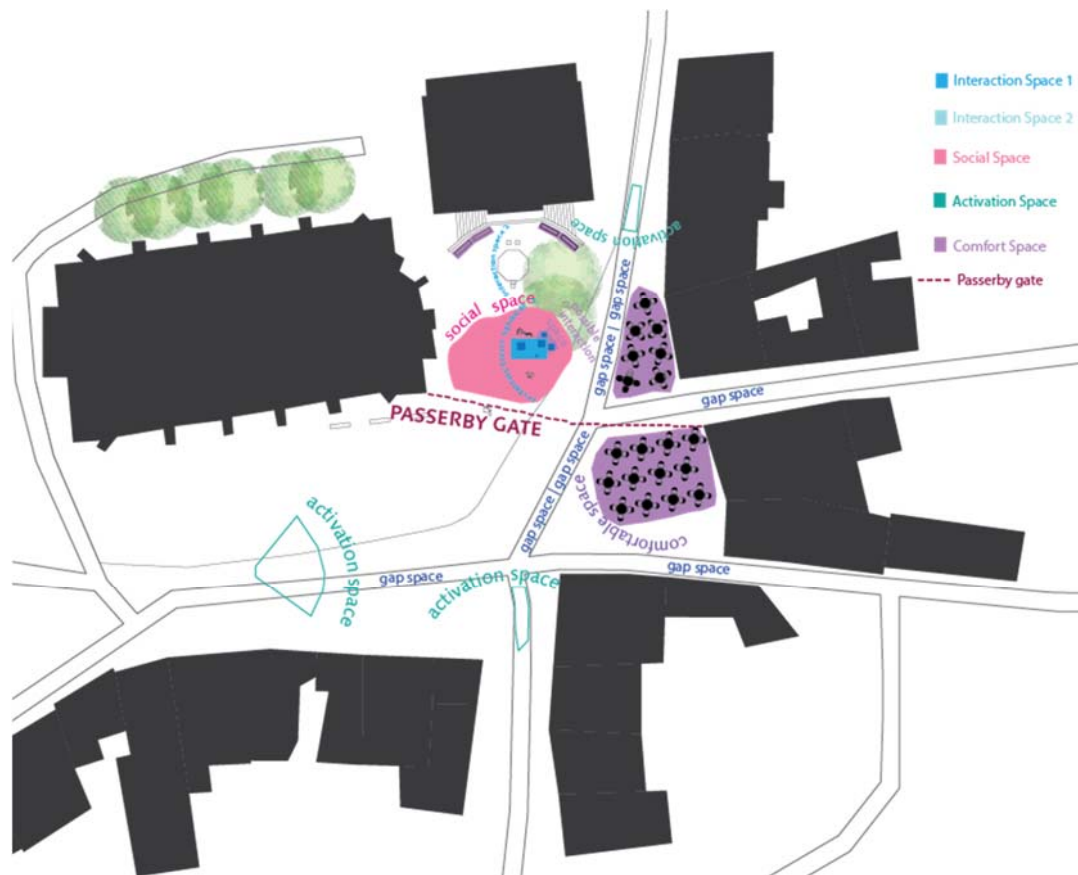 Interaction Space 1
Interaction Space 2
Social Space
Activation Space
Comfort Space
Passerby gate
activation space
social space
possible
interaction
gap space | gap space
gap space
PASSERBY GATE
gap space | gap space
comfortable space
activation space
gap space
activation space
gap space